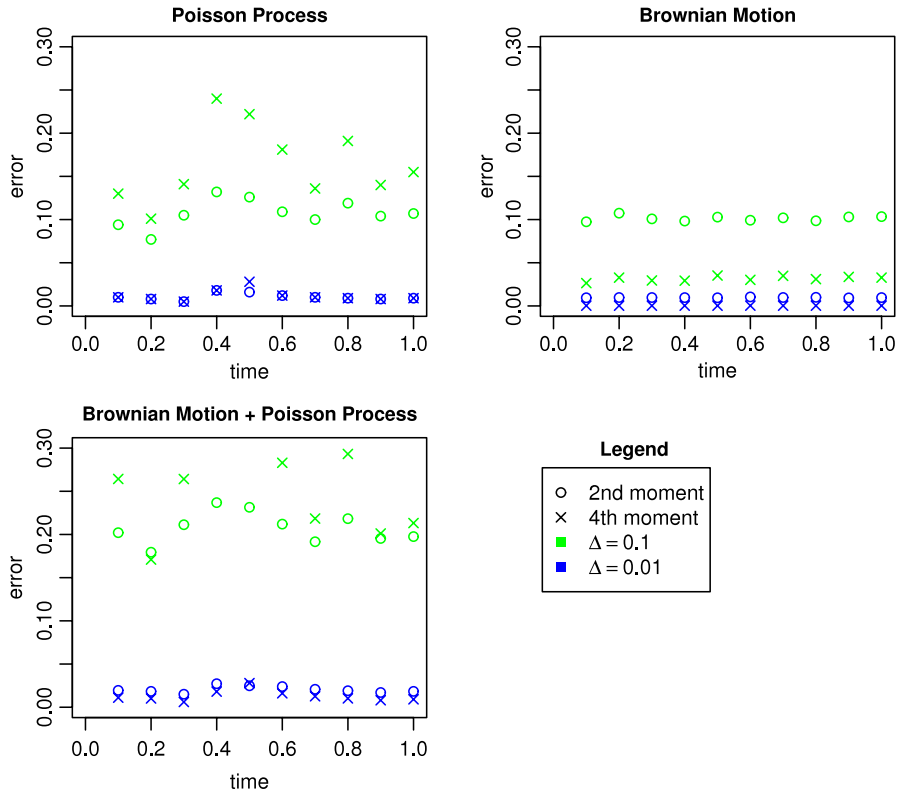 Poisson Process
error
0.00 0.10 0.20 0.30
0.0 0.2 0.4 0.6 0.8 1.0
time
Brownian Motion
error
0.00 0.10 0.20 0.30
0.0 0.2 0.4 0.6 0.8 1.0
time
Brownian Motion + Poisson Process
error
0.00 0.10 0.20 0.30
0.0 0.2 0.4 0.6 0.8 1.0
time
Legend
2nd moment
4th moment
Δ = 0.1
Δ = 0.01